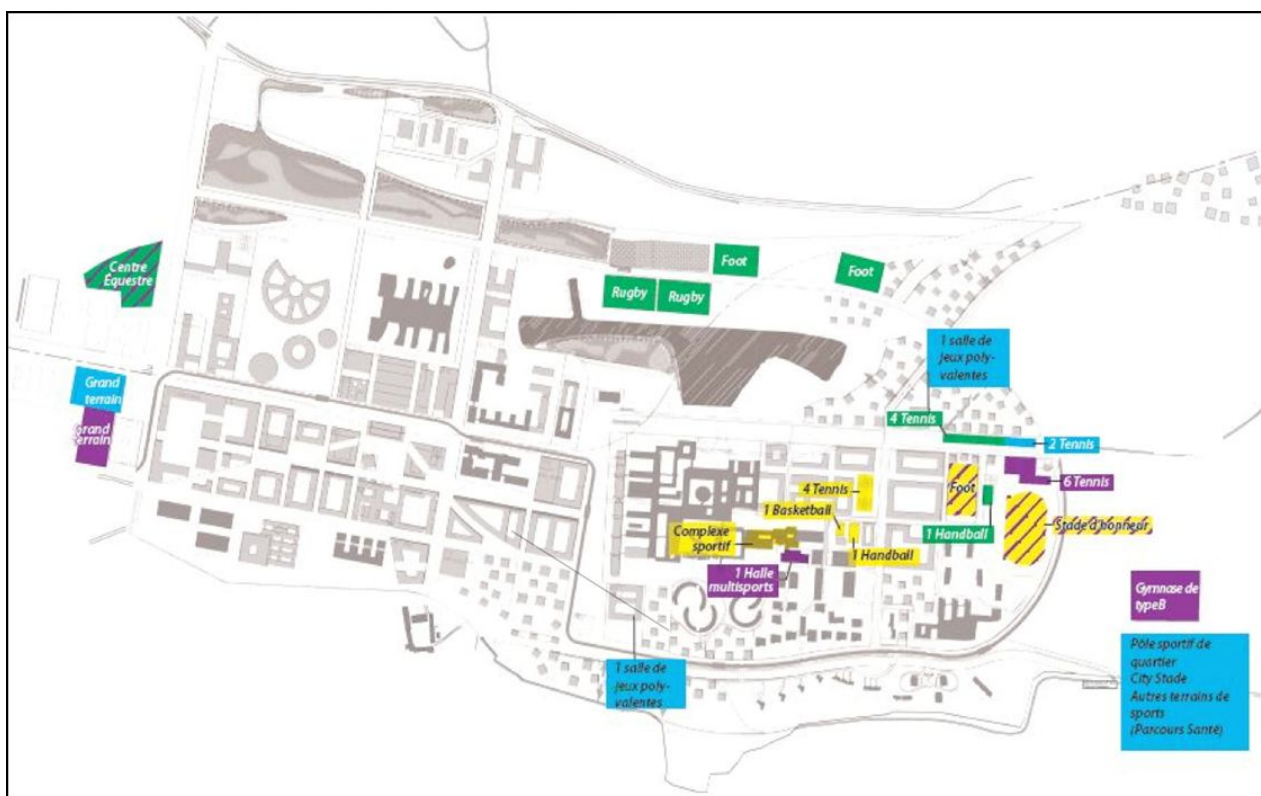 Centre
Équestre
Foot
Foot
Rugby
Rugby
1 salle de
jeux poly-
valentes
Grand
terrain
Grand
terrain
4 Tennis
2 Tennis
6 Tennis
4 Tennis
Foot
1 Basketball
Stade d'honneur
Complexe
sportif
1 Handball
1 Handball
1 Halle
multisports
Gymnase de
typeB
Pôle sportif de
quartier
City Stade
Autres terrains de
sports
(Parcours Santé)
1 salle de
jeux poly-
valentes